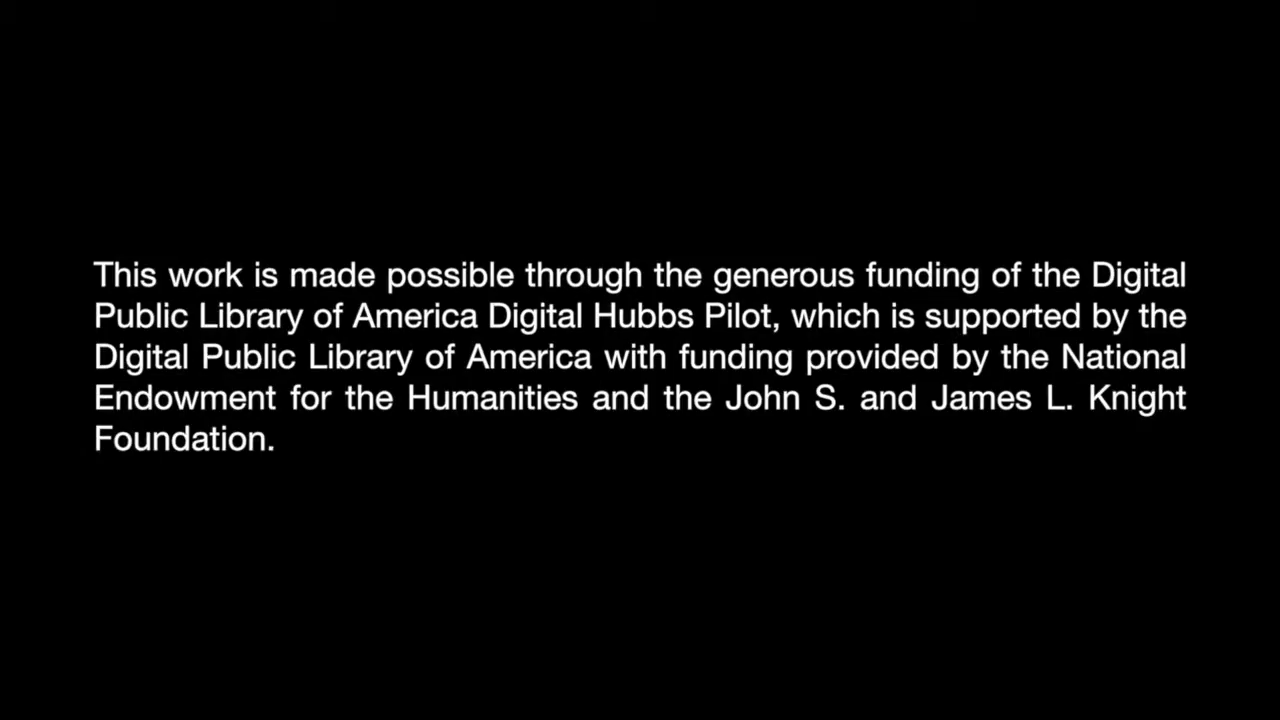 This work is made possible through the generous funding of the Digital
Public Library of America Digital Hubbs Pilot, which is supported by the
Digital Public Library of America with funding provided by the National
Endowment for the Humanities and the John S. and James L. Knight
Foundation.